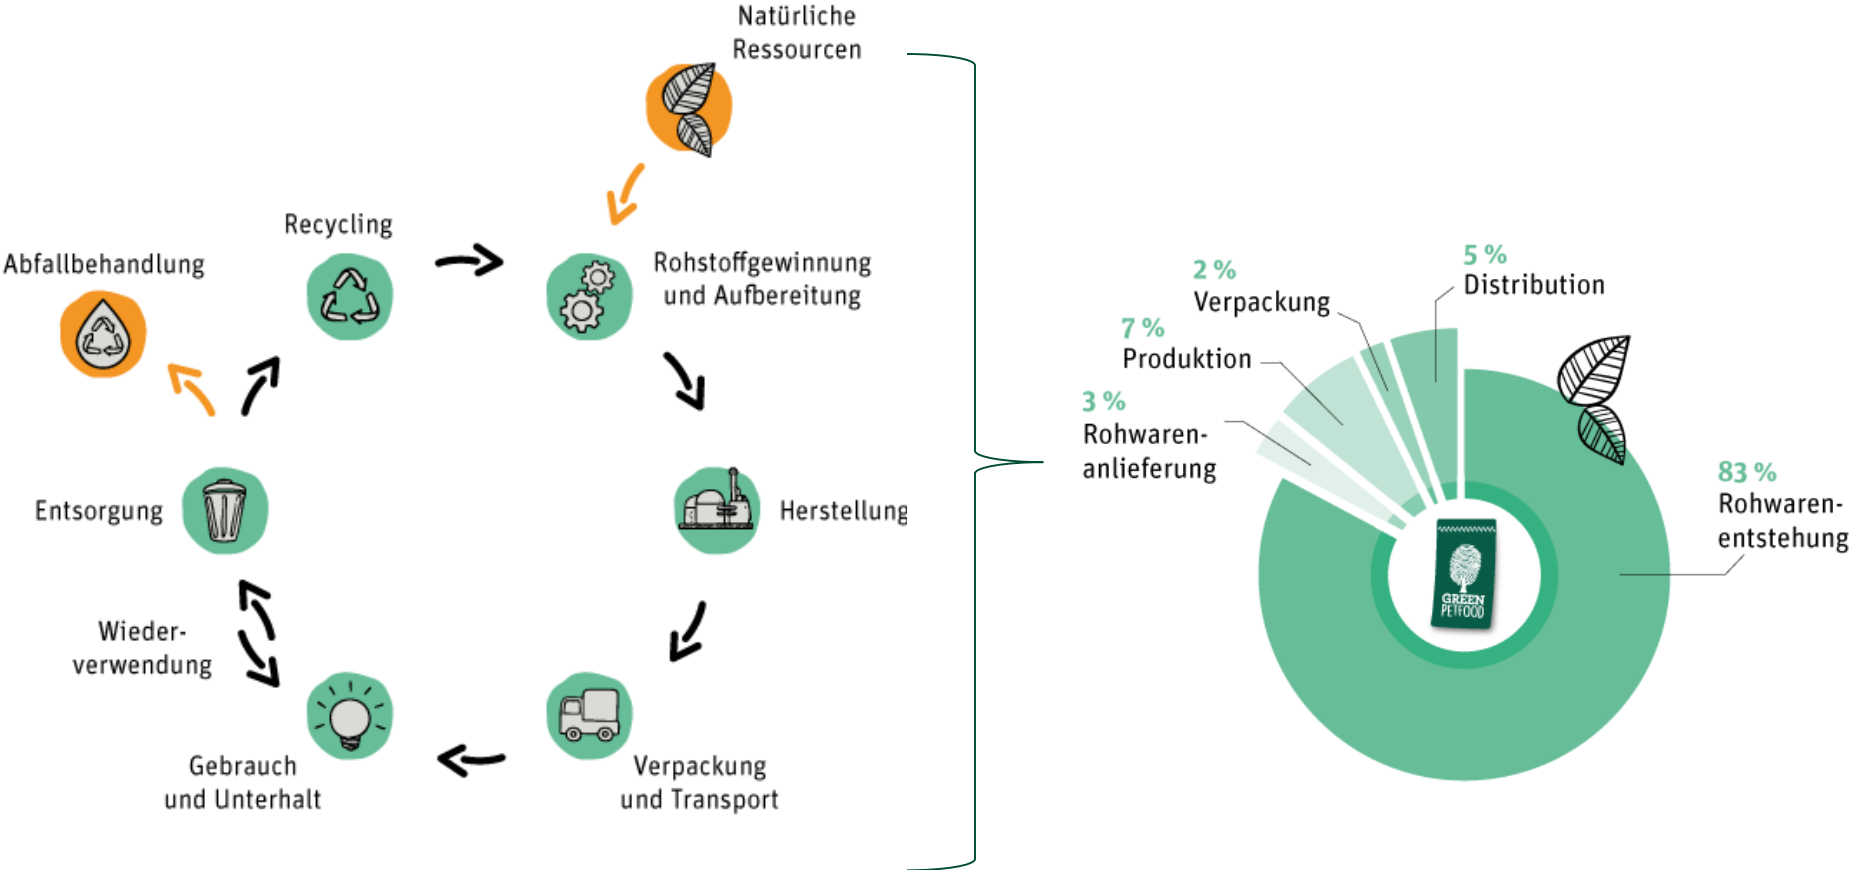 Natürliche
Ressourcen
Recycling
Abfallbehandlung
Rohstoffgewinnung
und Aufbereitung
Entsorgung
Herstellung
Wieder-
verwendung
Gebrauch
und Unterhalt
Verpackung
und Transport
5 %
Distribution
2 %
Verpackung
7 %
Produktion
3 %
Rohwaren-
anlieferung
83 %
Rohwaren-
entstehung
GREEN
PETFOOD